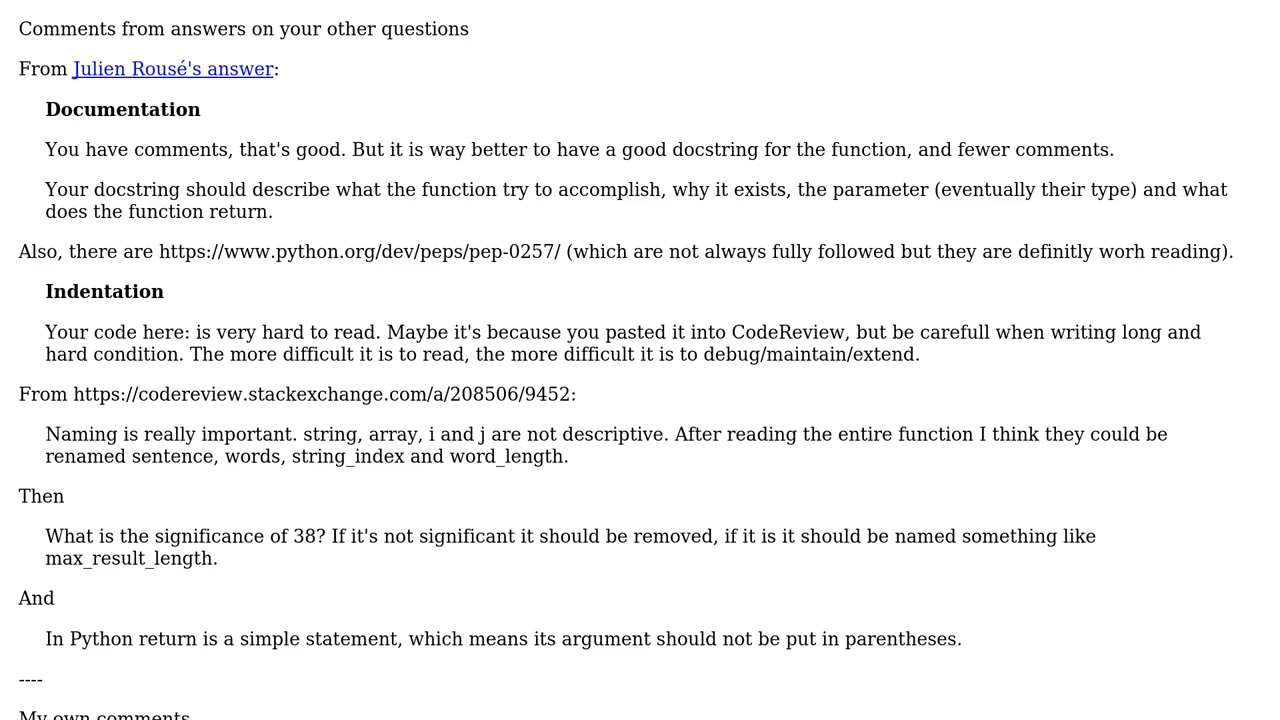 Comments from answers on your other questions
From Julien Rousé's answer:
Documentation
You have comments, that's good. But it is way better to have a good docstring for the function, and fewer comments.
Your docstring should describe what the function try to accomplish, why it exists, the parameter (eventually their type) and what
does the function return.
Also, there are https://www.python.org/dev/peps/pep-0257/ (which are not always fully followed but they are definitly worh reading).
Indentation
Your code here: is very hard to read. Maybe it's because you pasted it into CodeReview, but be carefull when writing long and
hard condition. The more difficult it is to read, the more difficult it is to debug/maintain/extend.
From https://codereview.stackexchange.com/a/208506/9452:
Naming is really important. string, array, i and j are not descriptive. After reading the entire function I think they could be
renamed sentence, words, string_index and word_length.
Then
What is the significance of 38? If it's not significant it should be removed, if it is it should be named something like
max_result_length.
And
In Python return is a simple statement, which means its argument should not be put in parentheses.
----
My own comments